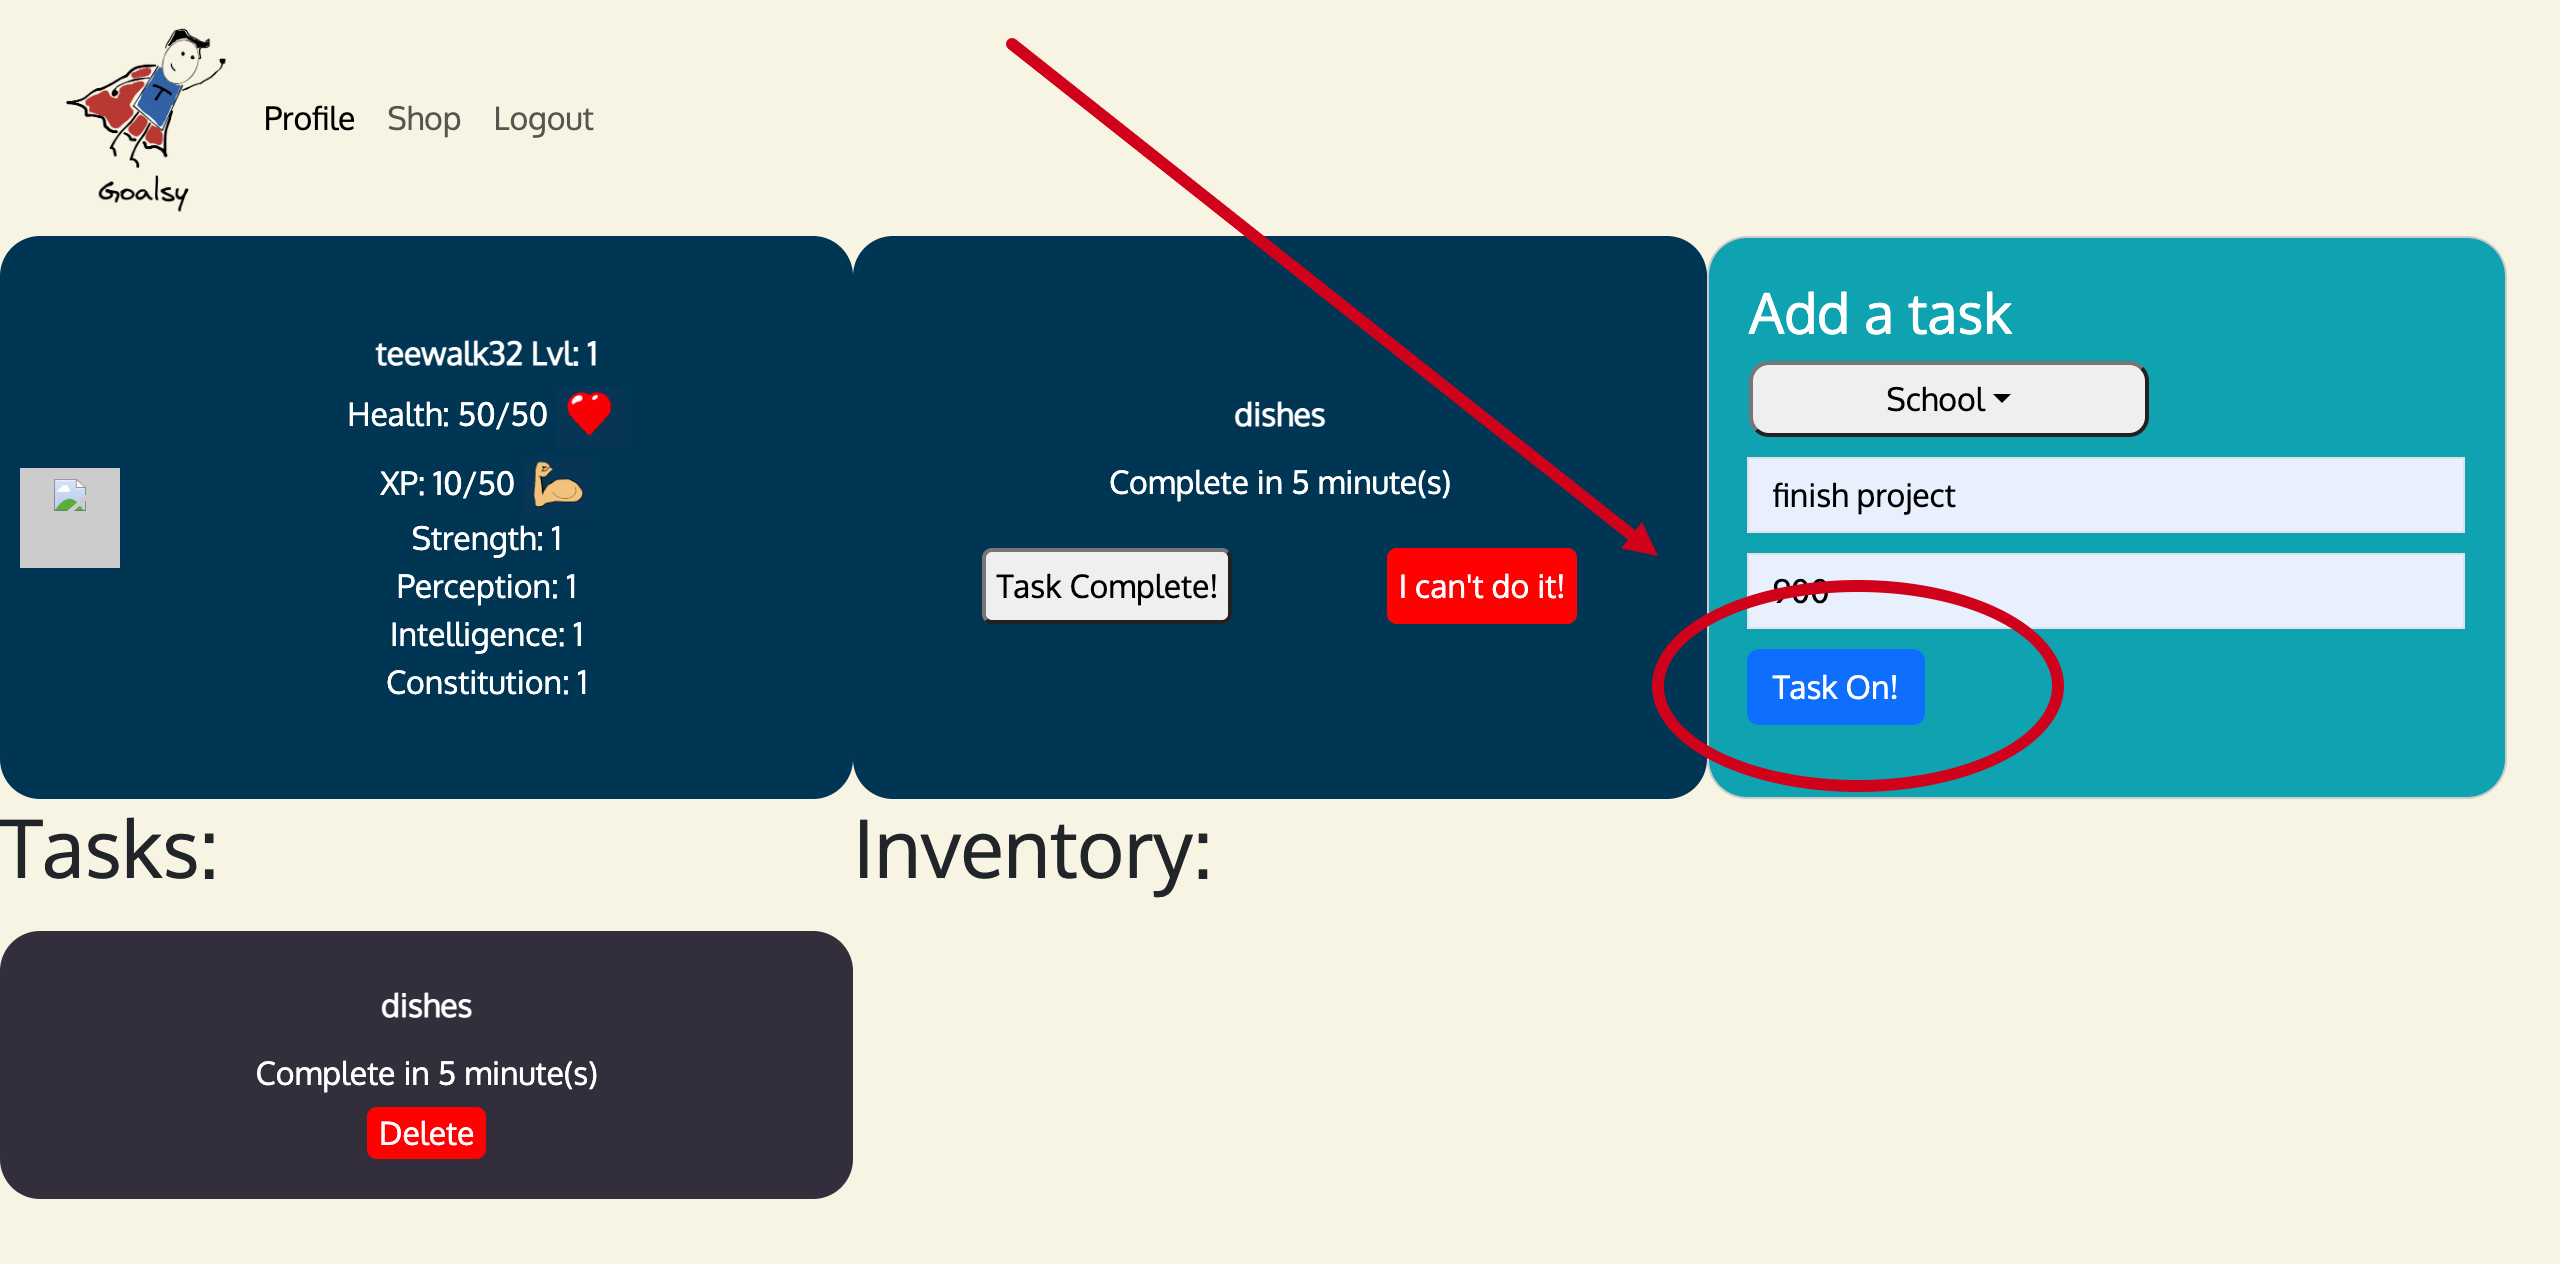 T
Goalsy
Profile Shop Logout
teewalk32 Lvl: 1
Health: 50/50
XP: 10/50
Strength: 1
Perception: 1
Intelligence: 1
Constitution: 1
dishes
Complete in 5 minute(s)
Task Complete! I can't do it!
Add a task
School
finish project
900
Task On!
Tasks:
dishes
Complete in 5 minute(s)
Delete
Inventory: